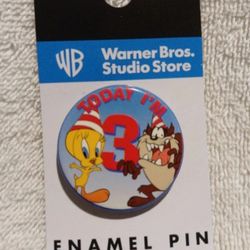 WB
Warner Bros.
Studio Store
TODAY I'M
3
ENAMEL PIN